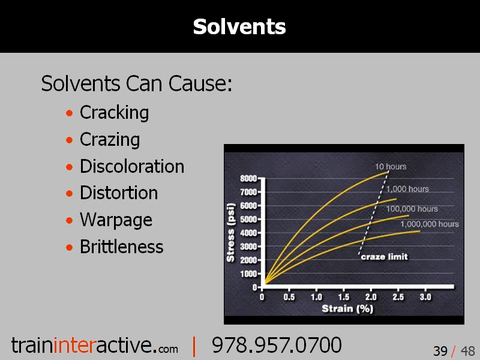 Solvents
Solvents Can Cause:
• Cracking
• Crazing
• Discoloration
• Distortion
• Warpage
• Brittleness
10 hours
1,000 hours
100,000 hours
1,000,000 hours
craze limit
Stress (psi)
8000
7000
6000
5000
4000
3000
2000
1000
0
0 0.5 1.0 1.5 1.8 2.0 2.5 3.0
Strain (%)
traininteractive.com | 978.957.0700
39 / 48